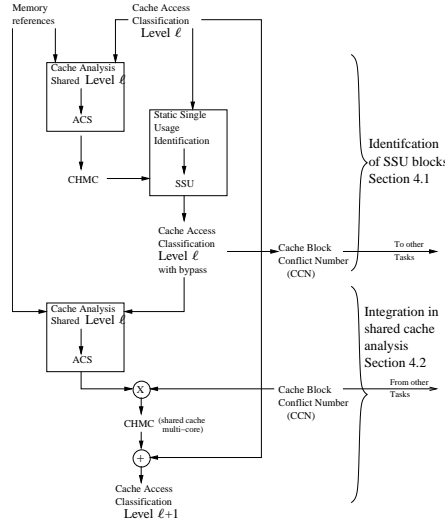 Memory
references
Cache Access
Classification
Level ℓ
Cache Analysis
Shared Level ℓ
ACS
Static Single
Usage
Identification
SSU
CHMC
Identifcation
of SSU blocks
Section 4.1
Cache Access
Classification
Level ℓ
with bypass
Cache Block
Conflict Number
(CCN)
To other
Tasks
Cache Analysis
Shared Level ℓ
ACS
Integration in
shared cache
analysis
Section 4.2
X
Cache Block
Conflict Number
(CCN)
From other
Tasks
CHMC (shared cache
multi-core)
+
Cache Access
Classification
Level ℓ+1